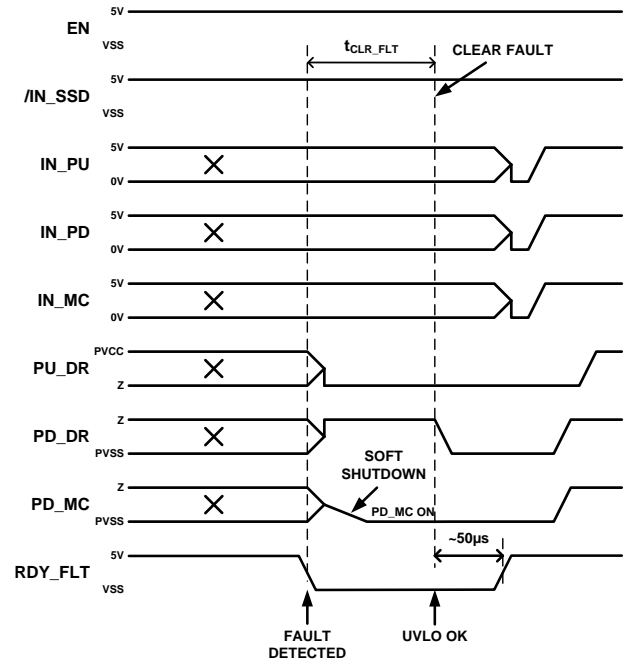 5V
EN
VSS
t_CLR_FLT
CLEAR FAULT
5V
/IN_SSD
VSS
5V
IN_PU
0V
5V
IN_PD
0V
5V
IN_MC
0V
PVCC
PU_DR
Z
Z
PD_DR
PVSS
SOFT
SHUTDOWN
Z
PD_MC
PVSS
PD_MC ON
~50µs
5V
RDY_FLT
VSS
FAULT
DETECTED
UVLO OK